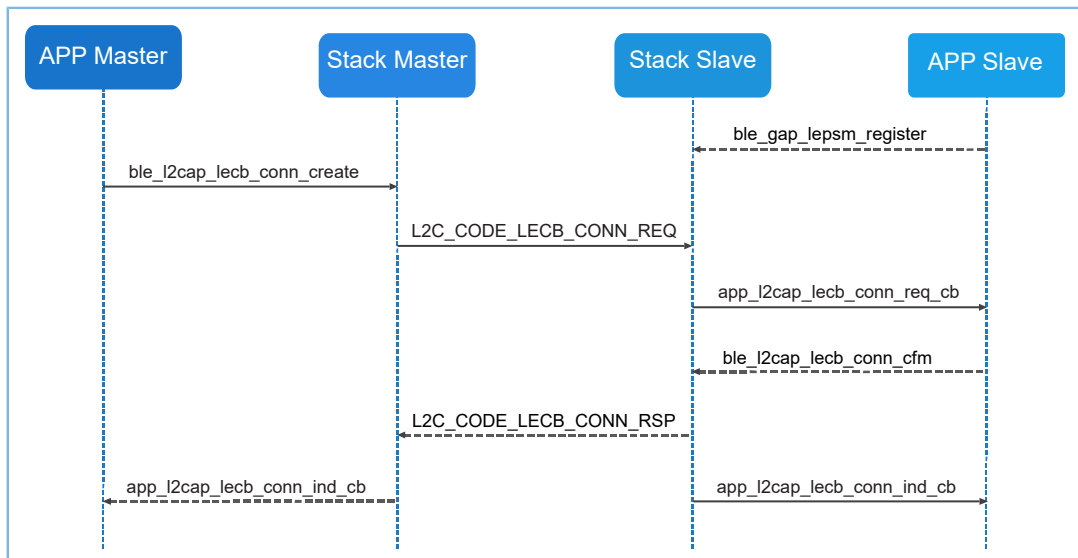 APP Master
Stack Master
Stack Slave
APP Slave
ble_gap_lepsm_register
ble_l2cap_lecb_conn_create
L2C_CODE_LECB_CONN_REQ
app_l2cap_lecb_conn_req_cb
ble_l2cap_lecb_conn_cfm
L2C_CODE_LECB_CONN_RSP
app_l2cap_lecb_conn_ind_cb
app_l2cap_lecb_conn_ind_cb